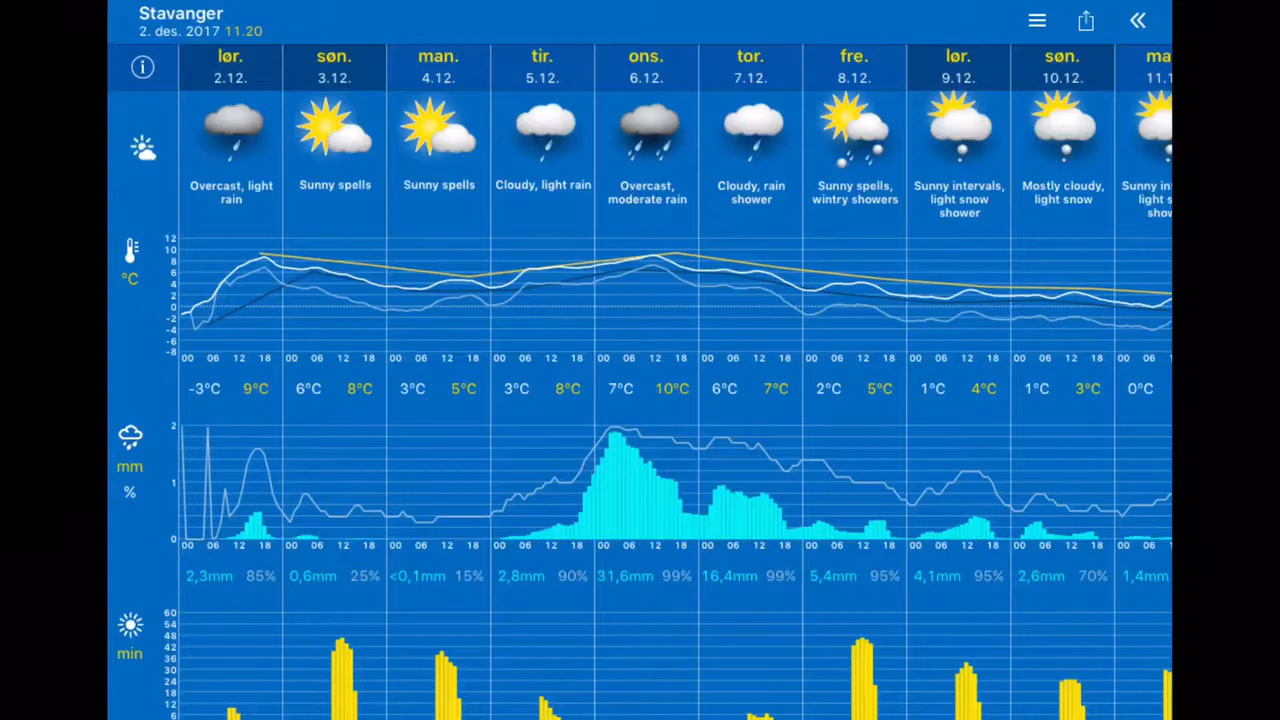 Stavanger
2. des. 2017 11.20
lør. søn. man. tir. ons. tor. fre. lør. søn. ma
2.12. 3.12. 4.12. 5.12. 6.12. 7.12. 8.12. 9.12. 10.12. 11.1
Overcast, light rain
Sunny spells
Sunny spells
Cloudy, light rain
Overcast, moderate rain
Cloudy, rain shower
Sunny spells, wintry showers
Sunny intervals, light snow shower
Mostly cloudy, light snow
Sunny in light s show
°C
12
10
8
6
4
2
0
-2
-4
-6
-8
00 06 12 18 00 06 12 18 00 06 12 18 00 06 12 18 00 06 12 18 00 06 12 18 00 06 12 18 00 06 12 18 00 06 12 18 00 06
-3°C 9°C 6°C 8°C 3°C 5°C 3°C 8°C 7°C 10°C 6°C 7°C 2°C 5°C 1°C 4°C 1°C 3°C 0°C
mm
%
2
1
0
00 06 12 18 00 06 12 18 00 06 12 18 00 06 12 18 00 06 12 18 00 06 12 18 00 06 12 18 00 06 12 18 00 06 12 18 00 06
2,3mm 85% 0,6mm 25% <0,1mm 15% 2,8mm 90% 31,6mm 99% 16,4mm 99% 5,4mm 95% 4,1mm 95% 2,6mm 70% 1,4mm
min
60
54
48
42
36
30
24
18
12
6